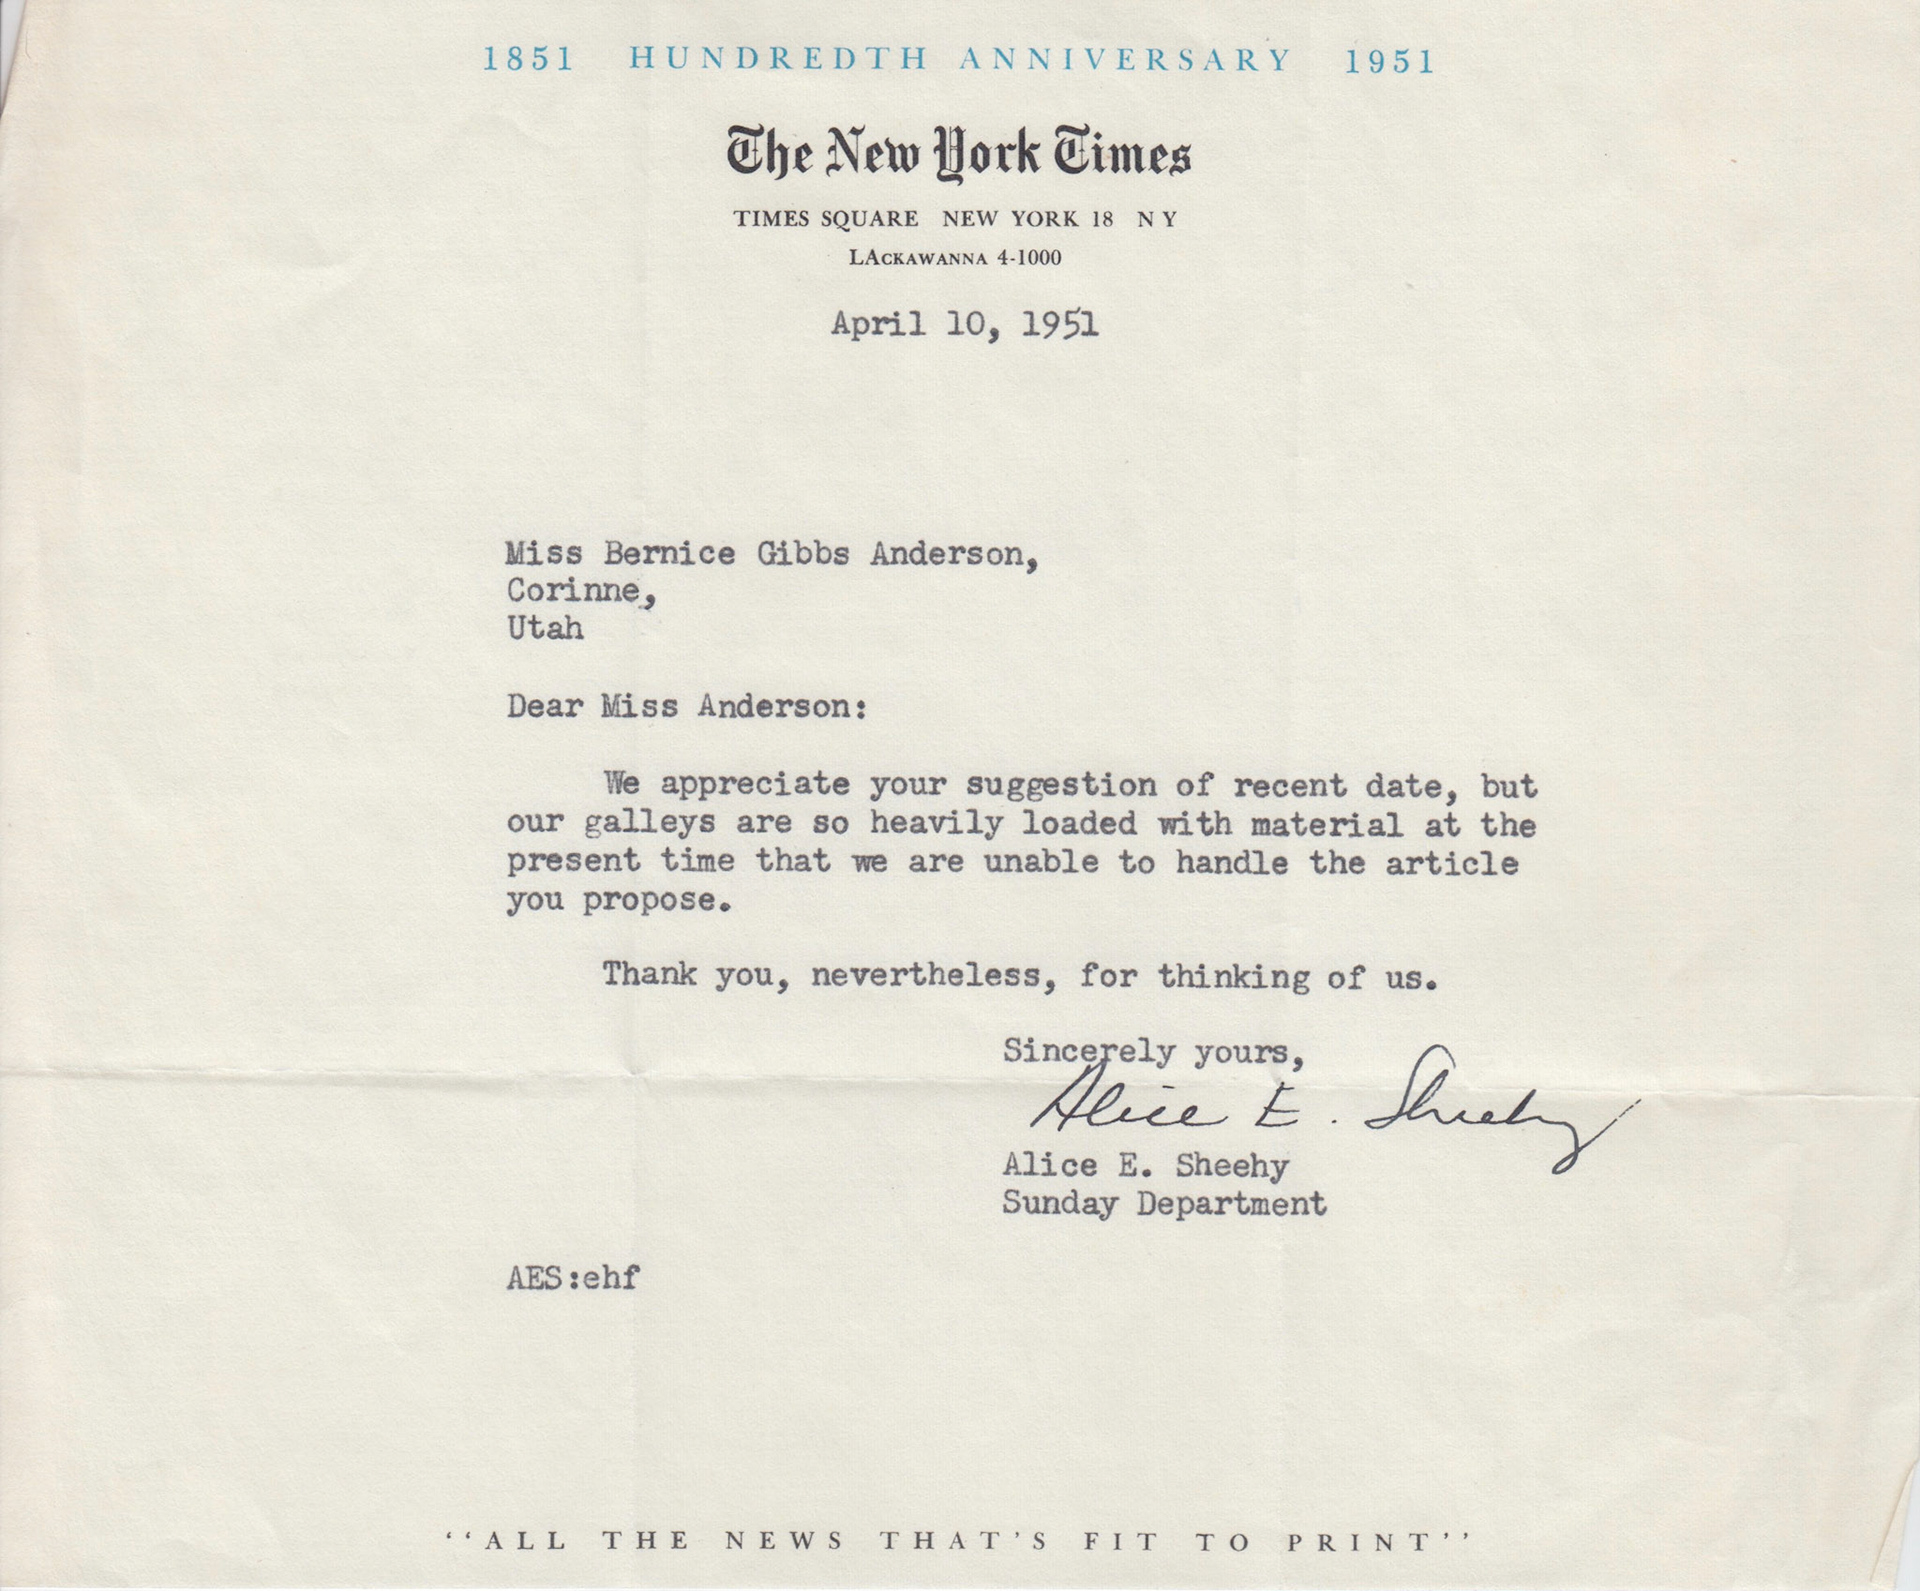 1851 HUNDREDTH ANNIVERSARY 1951
The New York Times
TIMES SQUARE NEW YORK 18 N Y
LACKAWANNA 4-1000
April 10, 1951
Miss Bernice Gibbs Anderson,
Corinne,
Utah
Dear Miss Anderson:
We appreciate your suggestion of recent date, but
our galleys are so heavily loaded with material at the
present time that we are unable to handle the article
you propose.
Thank you, nevertheless, for thinking of us.
Sincerely yours,
Alice E. Sheehy
Alice E. Sheehy
Sunday Department
AES:ehf
‘‘ALL THE NEWS THAT’S FIT TO PRINT’’